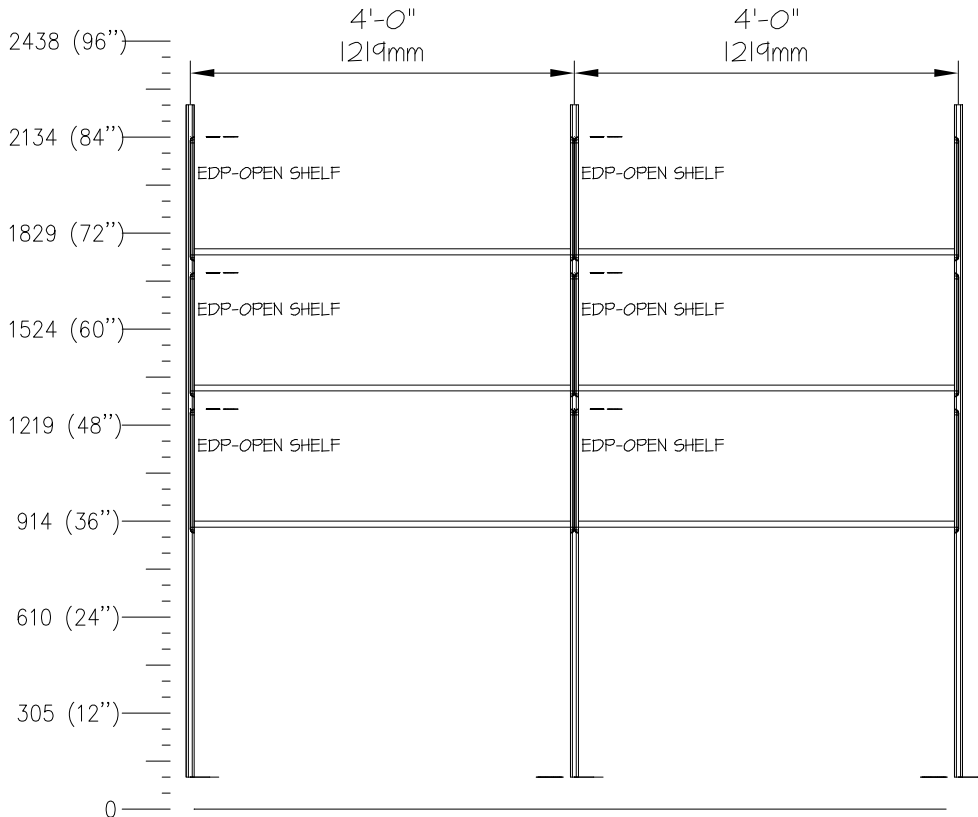 4'-0" 4'-0"
1219mm 1219mm
2438 (96”)
2134 (84”)
EDP-OPEN SHELF EDP-OPEN SHELF
1829 (72”)
EDP-OPEN SHELF EDP-OPEN SHELF
1524 (60”)
1219 (48”)
EDP-OPEN SHELF EDP-OPEN SHELF
914 (36”)
610 (24”)
305 (12”)
0